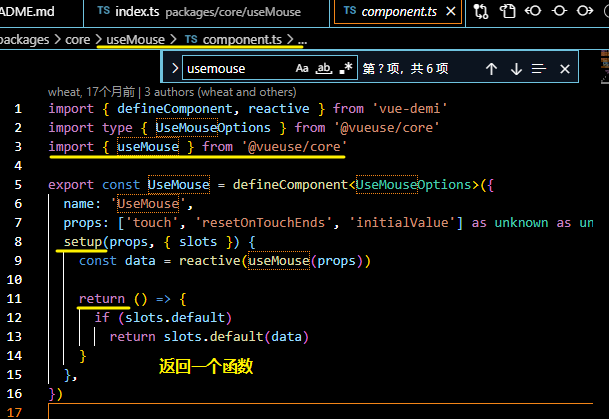 README.md index.ts packages/core/useMouse component.ts
packages > core > useMouse > component.ts > ...
usemouse Aa ab, .* 第?项, 共6项
wheat, 17个月前 | 3 authors (wheat and others)
1 import { defineComponent, reactive } from 'vue-demi'
2 import type { UseMouseOptions } from '@vueuse/core'
3 import { useMouse } from '@vueuse/core'
4
5 export const UseMouse = defineComponent<UseMouseOptions>({
6 name: 'UseMouse',
7 props: ['touch', 'resetOnTouchEnds', 'initialValue'] as unknown as un
8 setup(props, { slots }) {
9 const data = reactive(useMouse(props))
10
11 return () => {
12 if (slots.default)
13 return slots.default(data)
14 }
返回一个函数
15 },
16 })
17